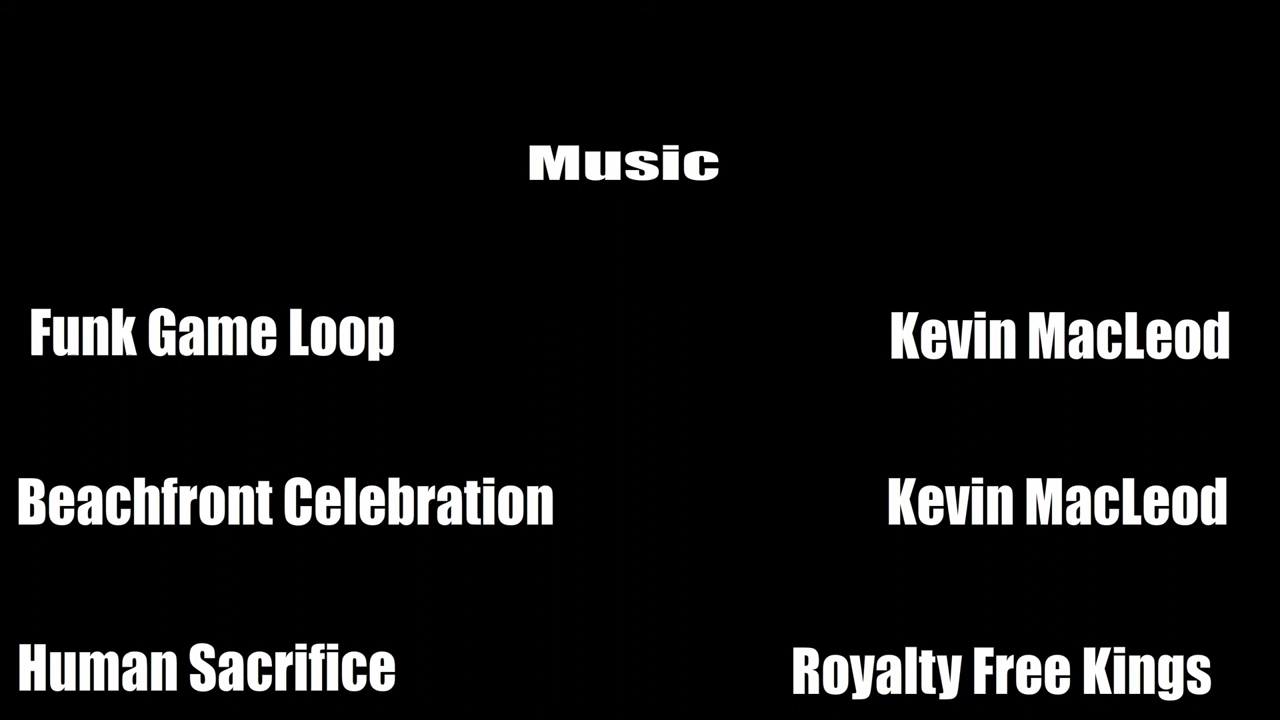 Music
Funk Game Loop Kevin MacLeod
Beachfront Celebration Kevin MacLeod
Human Sacrifice Royalty Free Kings